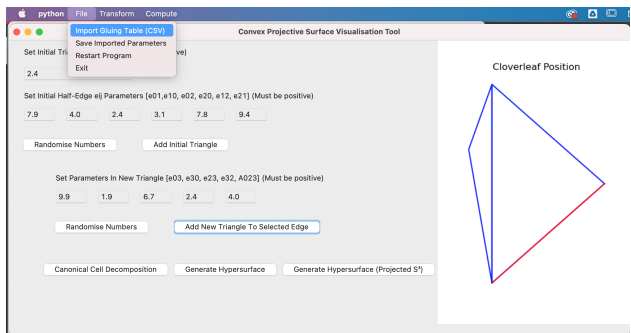 python File Transform Compute
Convex Projective Surface Visualisation Tool
Import Gluing Table (CSV)
Save Imported Parameters
Restart Program
Exit
Set Initial Tri
ve)
2.4
Set Initial Half-Edge eij Parameters [e01,e10, e02, e20, e12, e21] (Must be positive)
7.9 4.0 2.4 3.1 7.8 9.4
Randomise Numbers Add Initial Triangle
Set Parameters In New Triangle [e03, e30, e23, e32, A023] (Must be positive)
9.9 1.9 6.7 2.4 4.0
Randomise Numbers Add New Triangle To Selected Edge
Canonical Cell Decomposition Generate Hypersurface Generate Hypersurface (Projected S³)
Cloverleaf Position